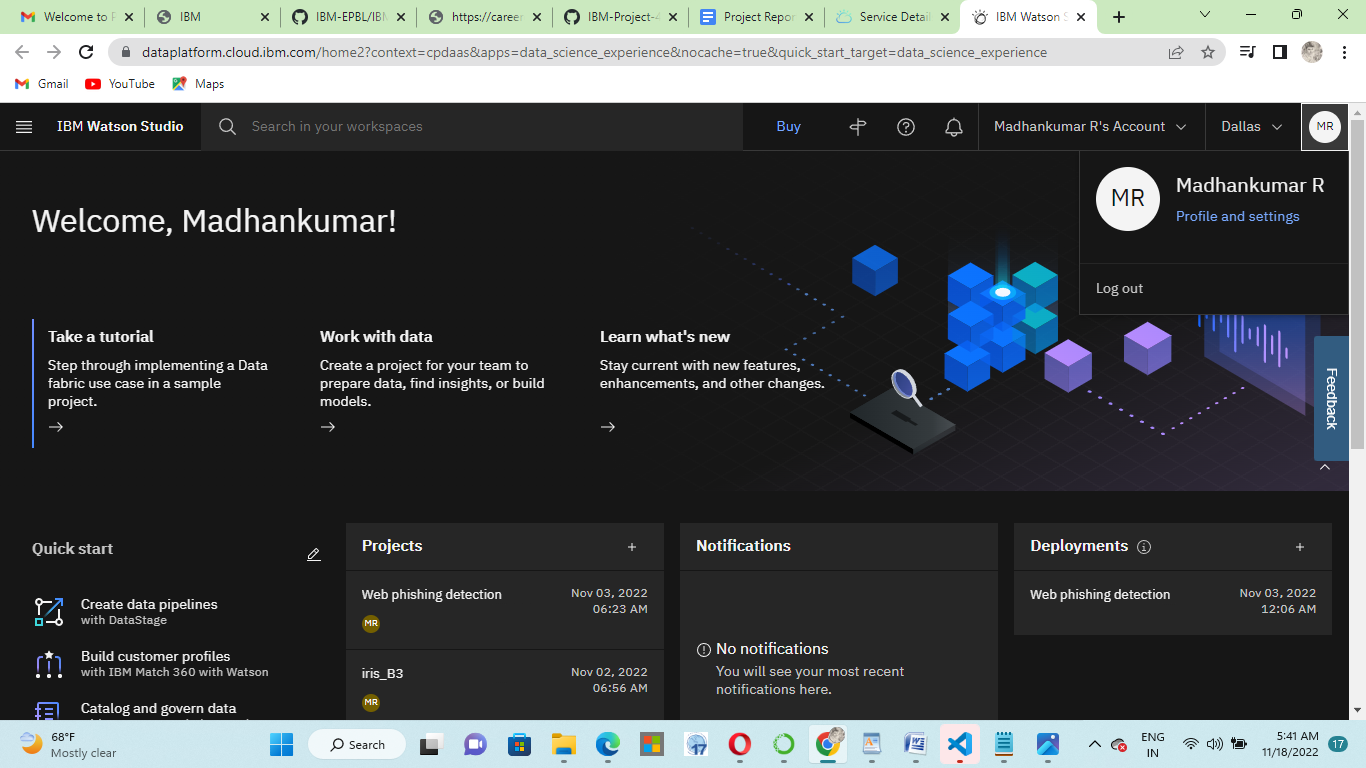 Welcome to P
IBM
IBM-EPBL/IBM
https://career
IBM-Project-4
Project Repor
Service Detail
IBM Watson S
dataplatform.cloud.ibm.com/home2?context=cpdaas&apps=data_science_experience&nocache=true&quick_start_target=data_science_experience
Gmail
YouTube
Maps
IBM Watson Studio
Search in your workspaces
Buy
Madhankumar R's Account
Dallas
MR
MR
Madhankumar R
Profile and settings
Log out
Welcome, Madhankumar!
Take a tutorial
Step through implementing a Data
fabric use case in a sample
project.
Work with data
Create a project for your team to
prepare data, find insights, or build
models.
Learn what's new
Stay current with new features,
enhancements, and other changes.
Feedback
Quick start
Create data pipelines
with DataStage
Build customer profiles
with IBM Match 360 with Watson
Catalog and govern data
Projects
Web phishing detection
Nov 03, 2022
06:23 AM
MR
iris_B3
Nov 02, 2022
06:56 AM
MR
Notifications
No notifications
You will see your most recent
notifications here.
Deployments
Web phishing detection
Nov 03, 2022
12:06 AM
68°F
Mostly clear
Search
17
ENG
IN
5:41 AM
11/18/2022
17